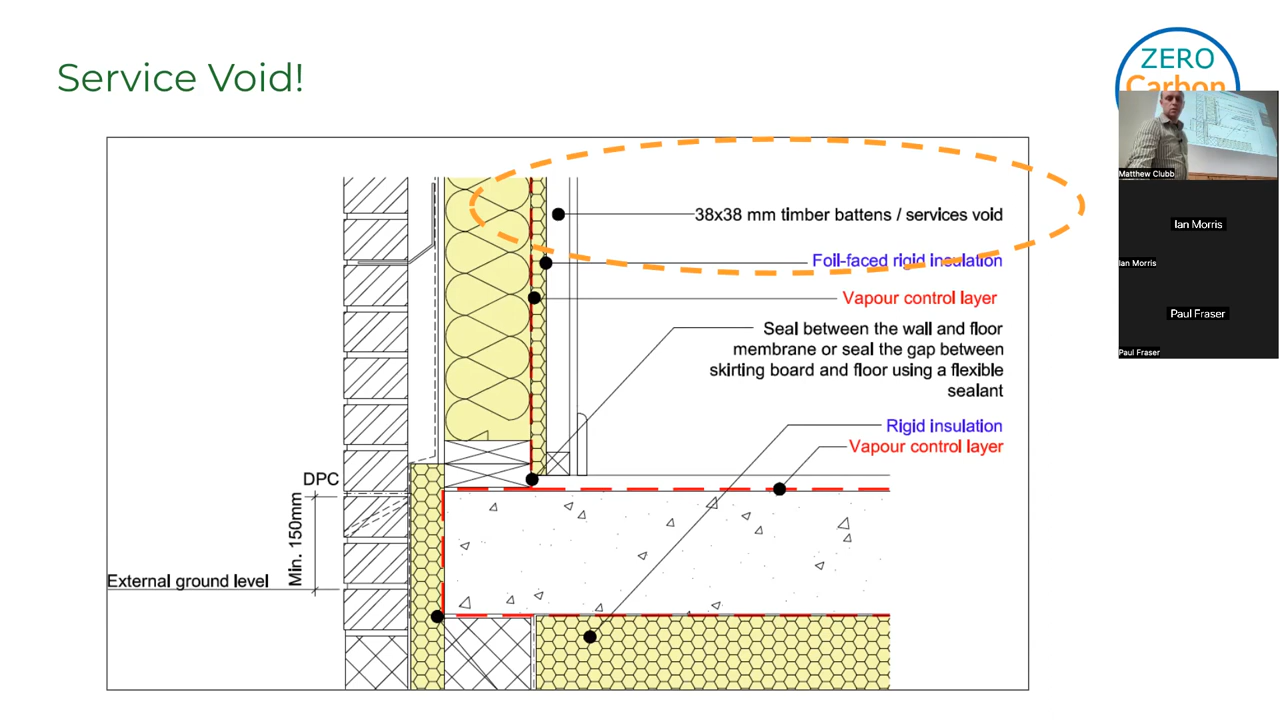 Service Void!
ZERO
Carbon
38x38 mm timber battens / services void
Foil-faced rigid insulation
Vapour control layer
Seal between the wall and floor
membrane or seal the gap between
skirting board and floor using a flexible
sealant
Rigid insulation
Vapour control layer
DPC
Min. 150mm
External ground level
Matthew Clubb
Ian Morris
Ian Morris
Paul Fraser
Paul Fraser